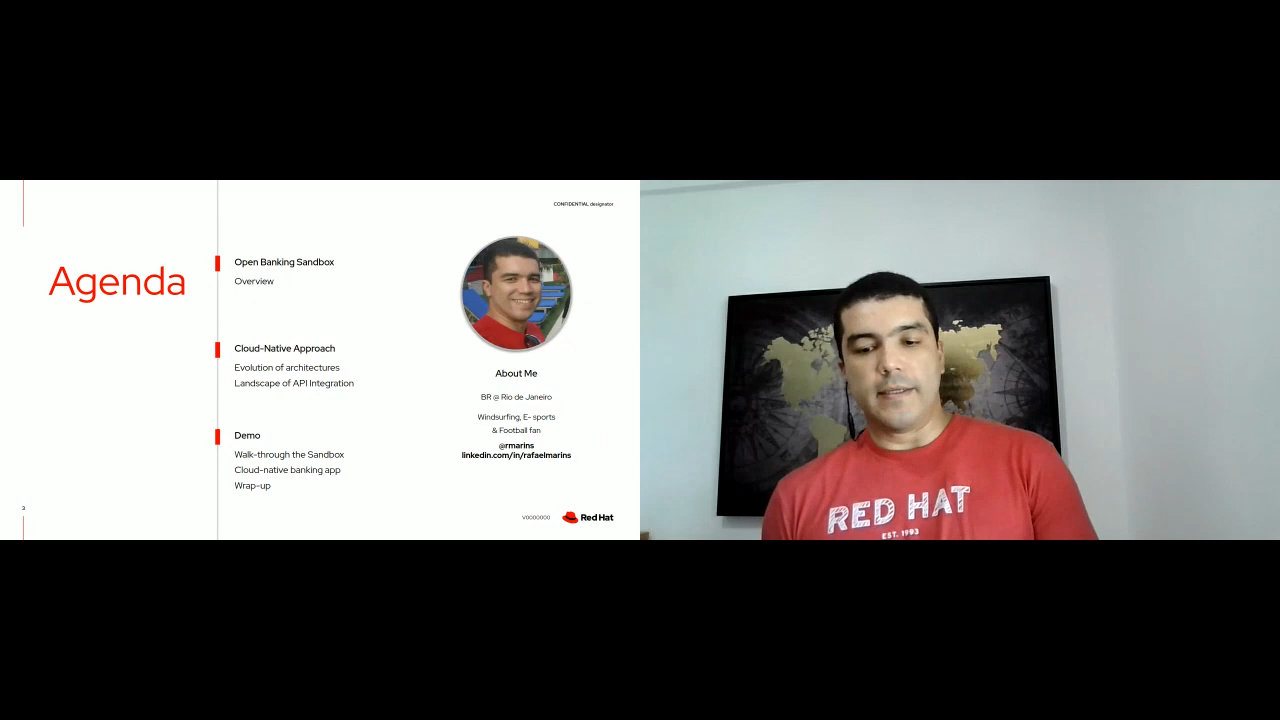 CONFIDENTIAL designator
Agenda
Open Banking Sandbox
Overview
Cloud-Native Approach
Evolution of architectures
Landscape of API Integration
Demo
Walk-through the Sandbox
Cloud-native banking app
Wrap-up
About Me
BR @ Rio de Janeiro
Windsurfing, E- sports
& Football fan
@rmarins
linkedin.com/in/rafaelmarins
3
V0000000
Red Hat
RED HAT
EST. 1993